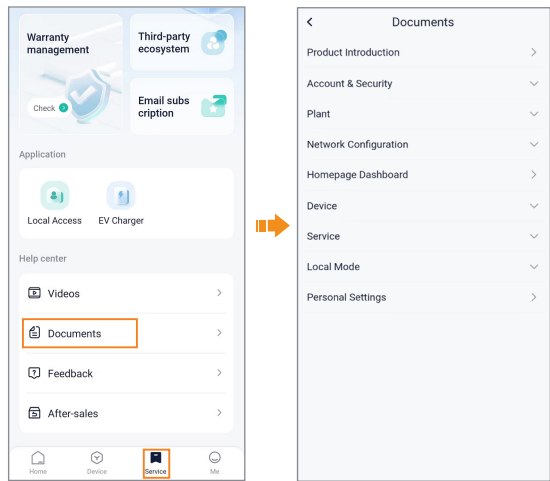 Warranty
management
Check
Third-party
ecosystem
Email subs
cription
Application
Local Access
EV Charger
Help center
Videos
Documents
Feedback
After-sales
Home
Device
Service
Me
Documents
Product Introduction
Account & Security
Plant
Network Configuration
Homepage Dashboard
Device
Service
Local Mode
Personal Settings